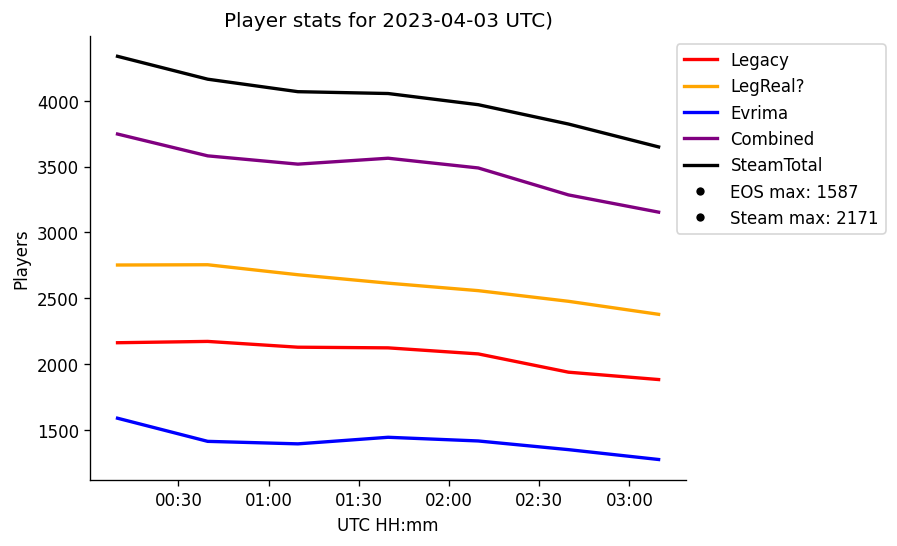 Player stats for 2023-04-03 UTC)
Legacy
LegReal?
Evrima
Combined
SteamTotal
EOS max: 1587
Steam max: 2171
Players
4000
3500
3000
2500
2000
1500
00:30 01:00 01:30 02:00 02:30 03:00
UTC HH:mm